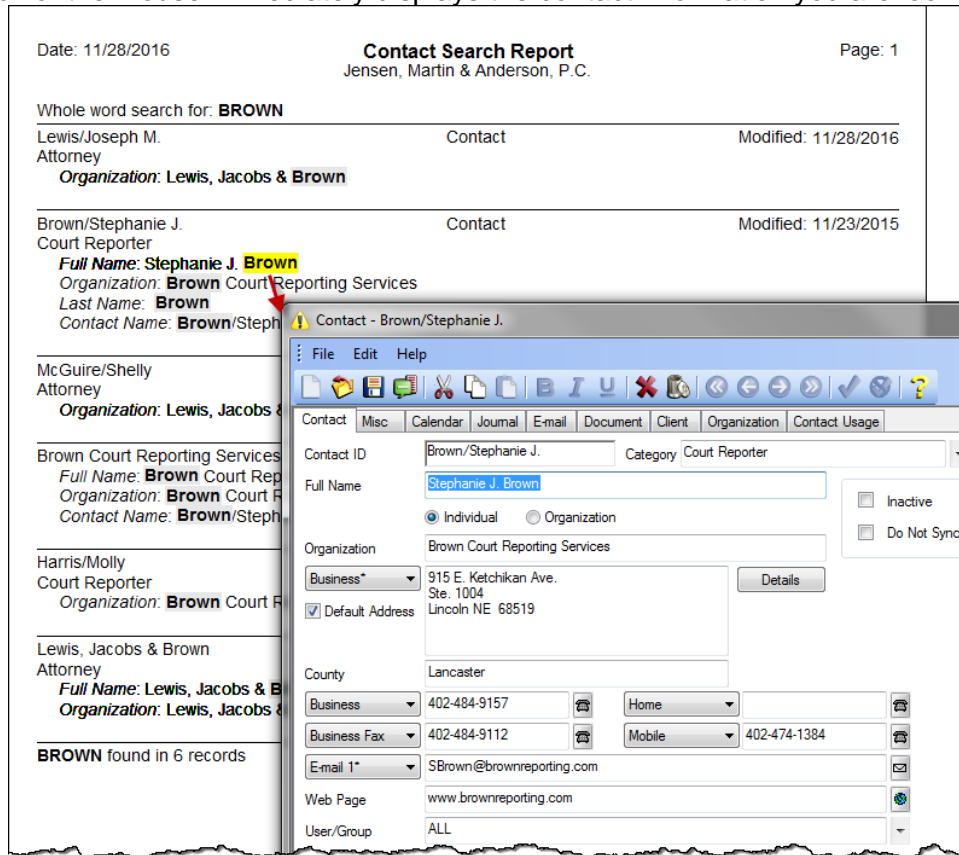 Date: 11/28/2016 Contact Search Report Page: 1
Jensen, Martin & Anderson, P.C.
Whole word search for: BROWN
Lewis/Joseph M. Contact Modified: 11/28/2016
Attorney
Organization: Lewis, Jacobs & Brown
Brown/Stephanie J. Contact Modified: 11/23/2015
Court Reporter
Full Name: Stephanie J. Brown
Organization: Brown Court Reporting Services
Last Name: Brown
Contact Name: Brown/Steph
McGuire/Shelly
Attorney
Organization: Lewis, Jacobs &
Brown Court Reporting Services
Full Name: Brown Court Rep
Organization: Brown Court R
Contact Name: Brown/Steph
Harris/Molly
Court Reporter
Organization: Brown Court R
Lewis, Jacobs & Brown
Attorney
Full Name: Lewis, Jacobs & B
Organization: Lewis, Jacobs &
BROWN found in 6 records
Contact - Brown/Stephanie J.
File Edit Help
B I U ?
Contact Misc Calendar Journal E-mail Document Client Organization Contact Usage
Contact ID Brown/Stephanie J. Category Court Reporter
Full Name Stephanie J. Brown Inactive
Individual Organization Do Not Sync
Organization Brown Court Reporting Services
Business* 915 E. Ketchikan Ave. Details
Ste. 1004
Default Address Lincoln NE 68519
County Lancaster
Business 402-484-9157 Home
Business Fax 402-484-9112 Mobile 402-474-1384
E-mail 1* SBrown@brownreporting.com
Web Page www.brownreporting.com
User/Group ALL